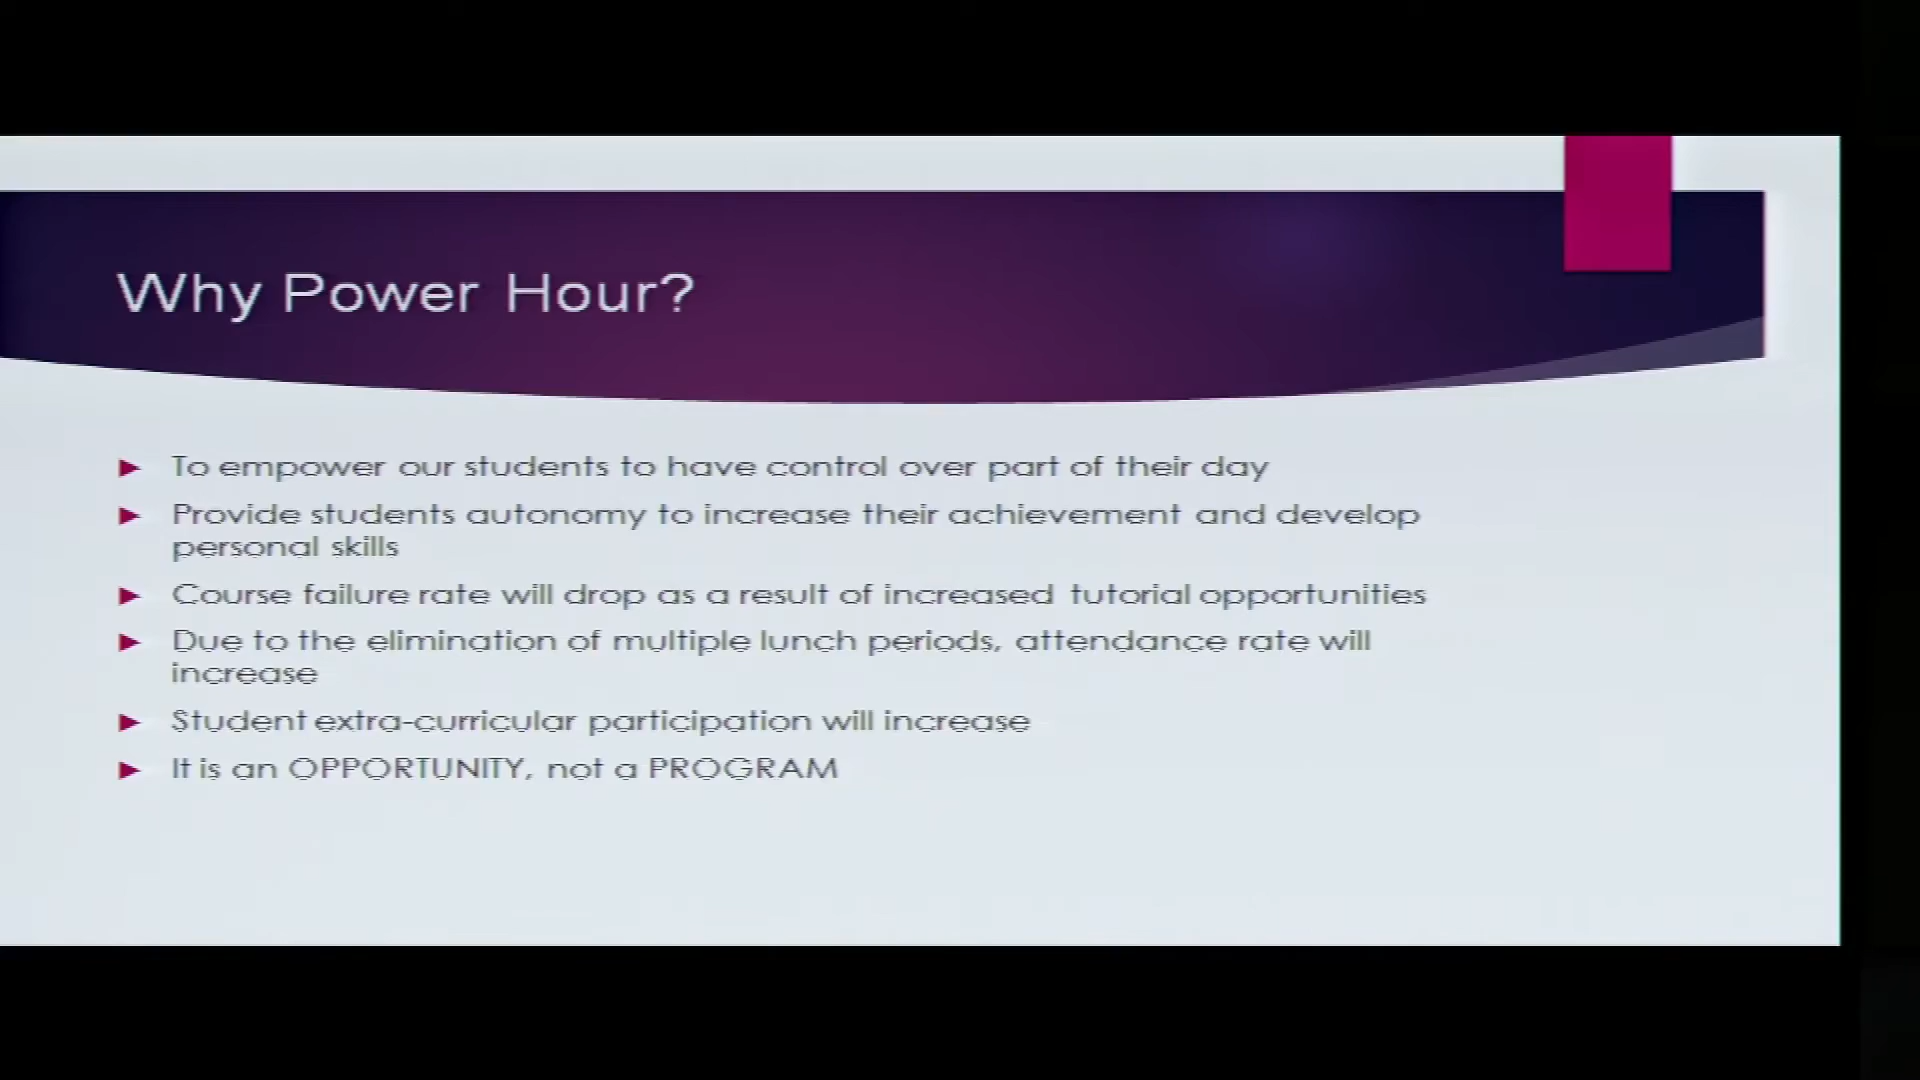 Why Power Hour?
To empower our students to have control over part of their day
Provide students autonomy to increase their achievement and develop
personal skills
Course failure rate will drop as a result of increased tutorial opportunities
Due to the elimination of multiple lunch periods, attendance rate will
increase
Student extra-curricular participation will increase
It is an OPPORTUNITY, not a PROGRAM